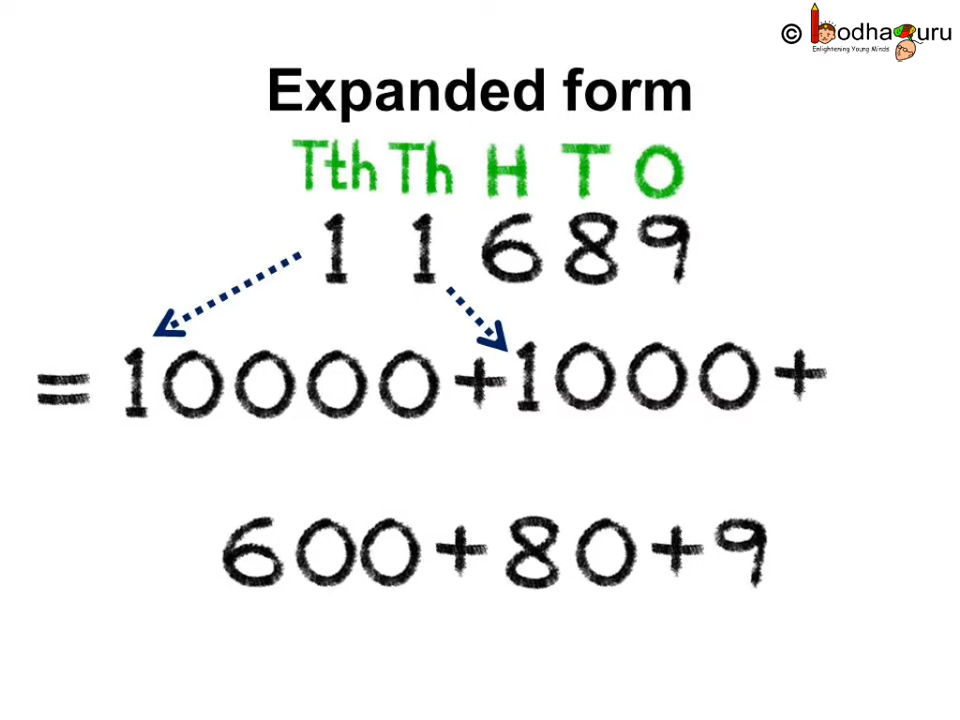 © bodhaguru
Enlightening Young Minds
Expanded form
Tth Th H T O
1 1 6 8 9
= 10000 + 1000 +
600 + 80 + 9